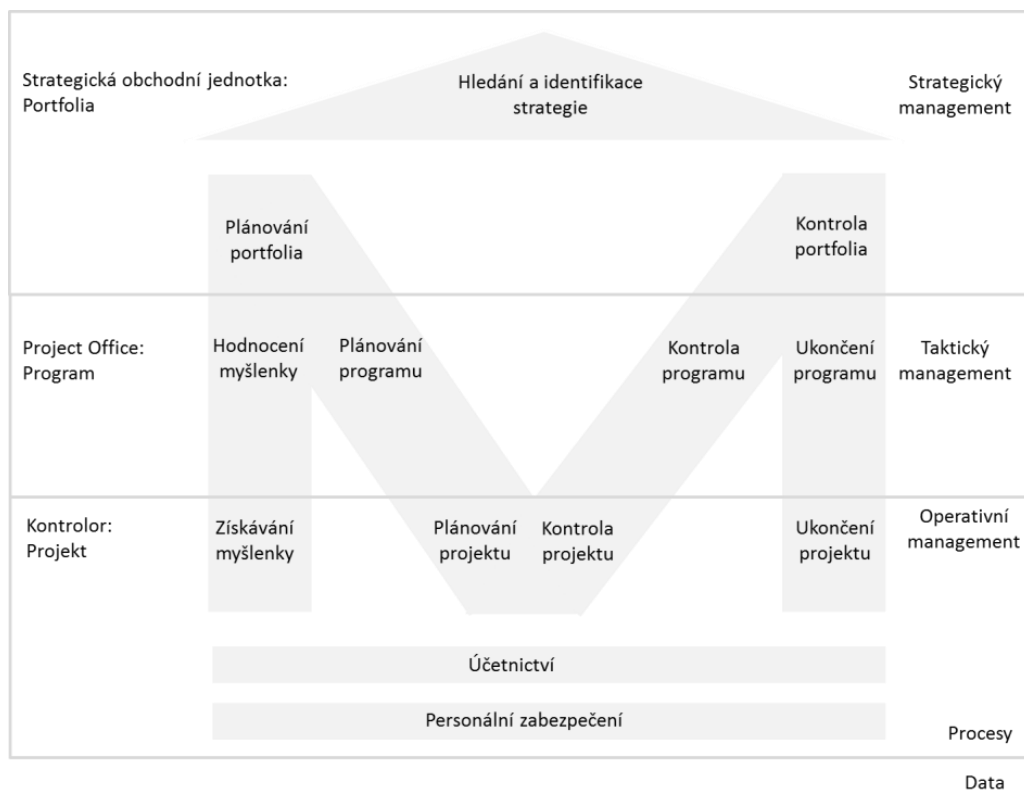 Strategická obchodní jednotka:
Portfolia
Hledání a identifikace
strategie
Strategický
management
Plánování
portfolia
Kontrola
portfolia
Project Office:
Program
Hodnocení
myšlenky
Plánování
programu
Kontrola
programu
Ukončení
programu
Taktický
management
Kontrolor:
Projekt
Získávání
myšlenky
Plánování
projektu
Kontrola
projektu
Ukončení
projektu
Operativní
management
Účetnictví
Personální zabezpečení
Procesy
Data